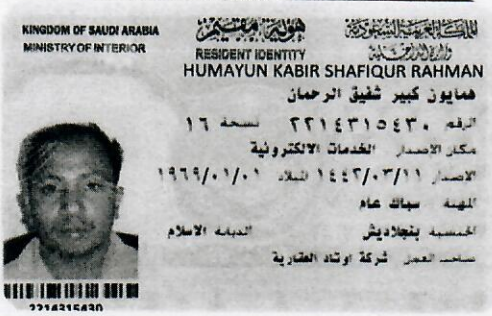 KINGDOM OF SAUDI ARABIA
MINISTRY OF INTERIOR
هوية مقيم
RESIDENT IDENTITY
المملكة العربية السعودية
وزارة الداخلية
HUMAYUN KABIR SHAFIQUR RAHMAN
همايون كبير شفيق الرحمان
الرقم ٢٢١٤٣١٥٤٣٠ نسخة ١٦
مكان الإصدار الخدمات الالكترونية
الاصدار ١٤٤٢/٠٣/١١ الميلاد ١٩٦٩/٠١/٠١
المهنة سباك عام
الجنسية بنجلاديش الديانة الاسلام
صاحب العمل شركة اوتاد العقارية
2214315430